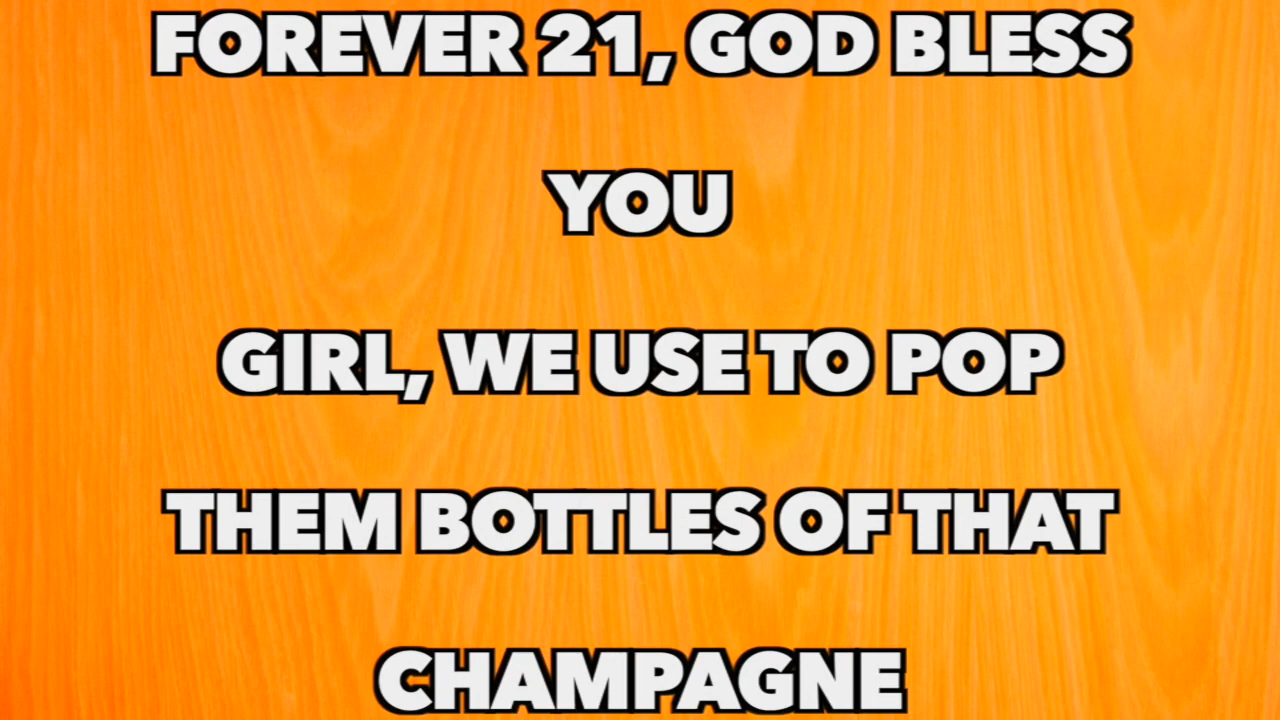 FOREVER 21, GOD BLESS
YOU
GIRL, WE USE TO POP
THEM BOTTLES OF THAT
CHAMPAGNE